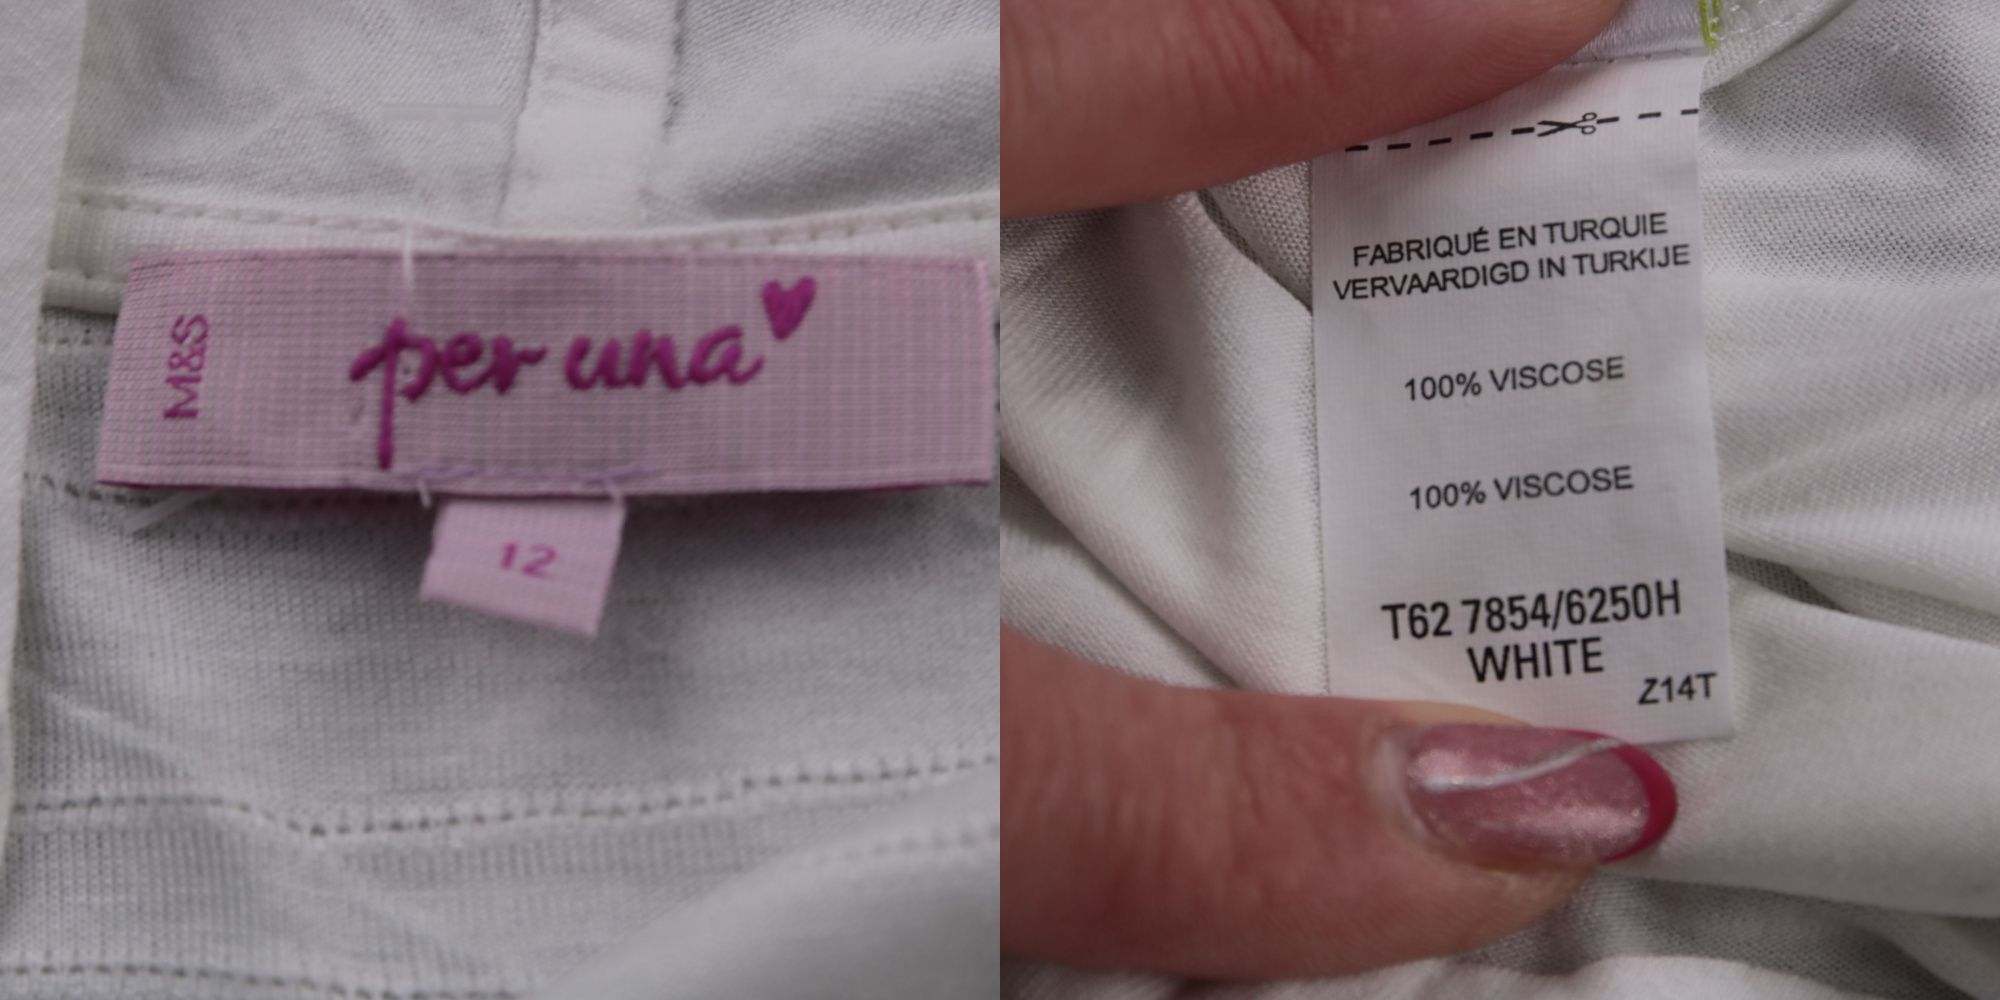 M&S
per una
12
FABRIQUÉ EN TURQUIE
VERVAARDIGD IN TURKIJE
100% VISCOSE
100% VISCOSE
T62 7854/6250H
WHITE
Z14T